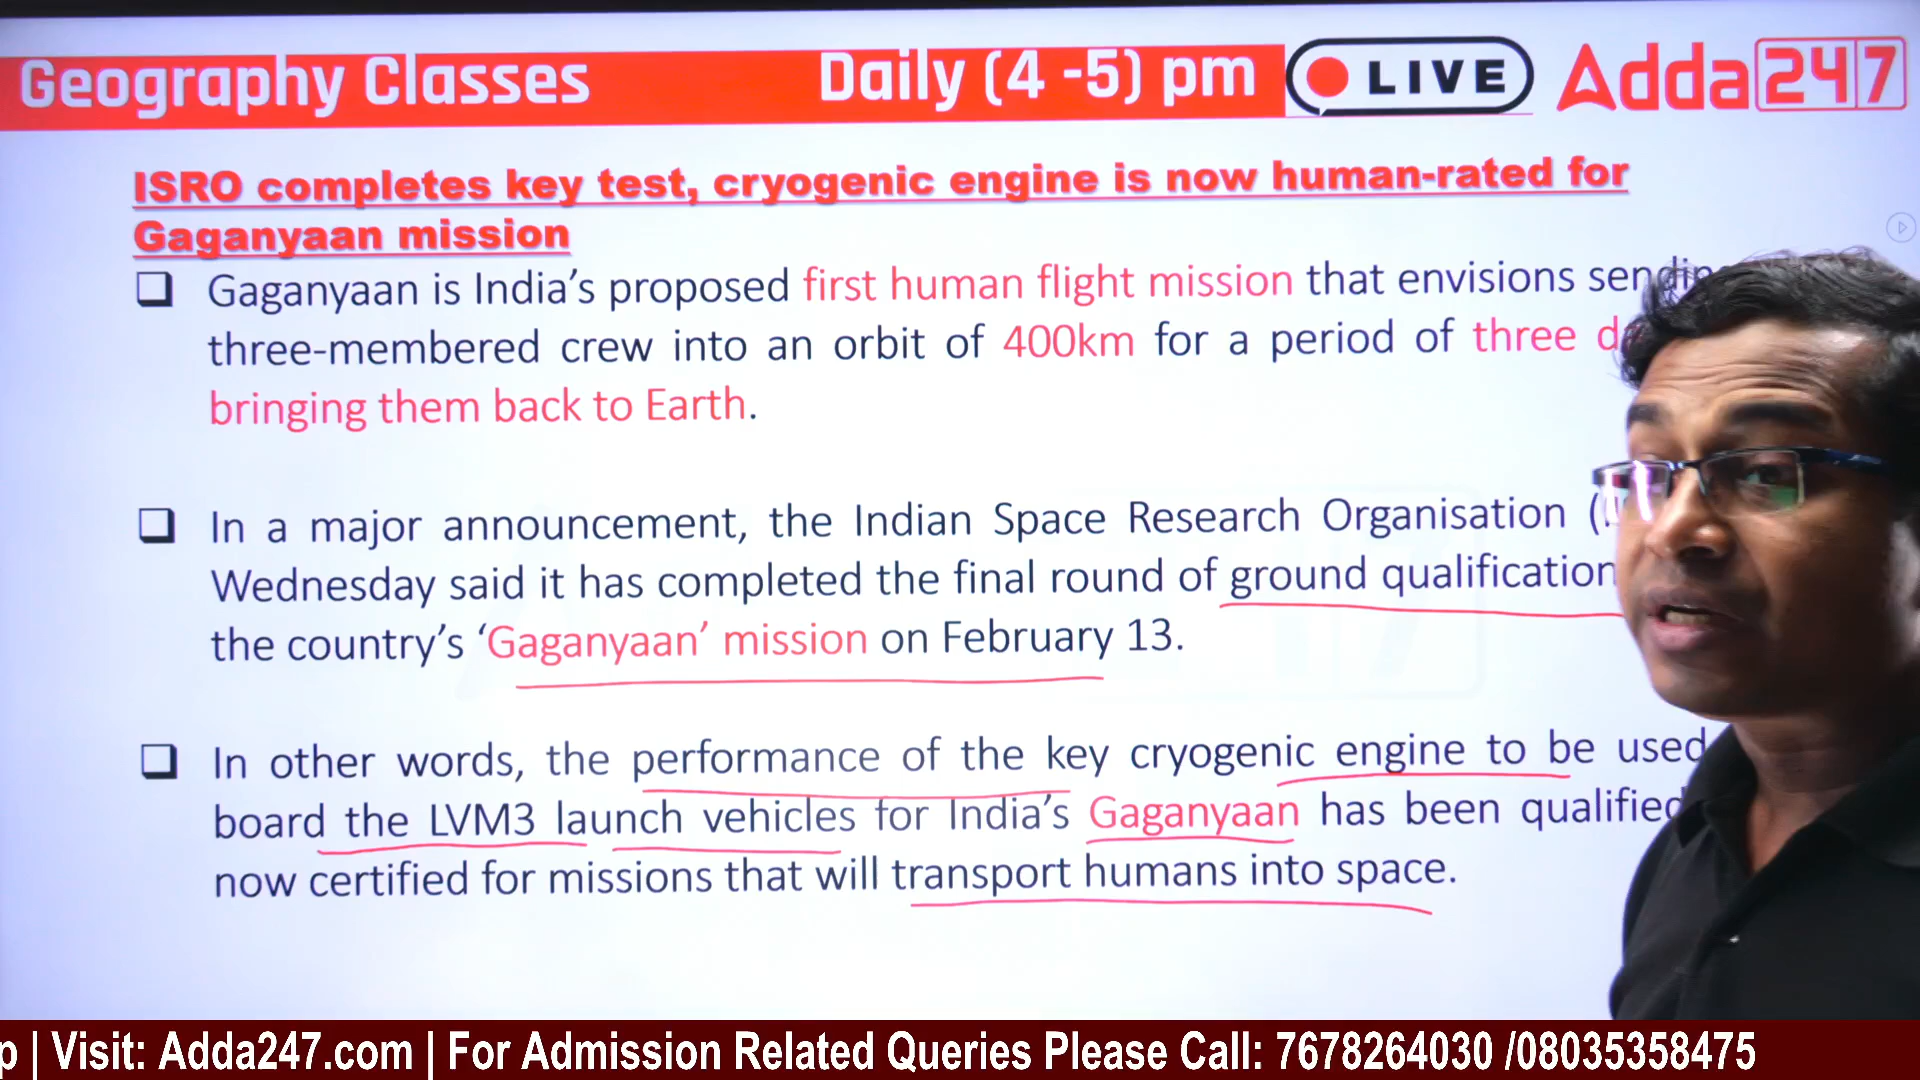 Geography Classes Daily (4 -5) pm LIVE Adda247
ISRO completes key test, cryogenic engine is now human-rated for
Gaganyaan mission
Gaganyaan is India’s proposed first human flight mission that envisions
three-membered crew into an orbit of 400km for a period of three
bringing them back to Earth.
In a major announcement, the Indian Space Research Organisation
Wednesday said it has completed the final round of ground qualification
the country’s ‘Gaganyaan’ mission on February 13.
In other words, the performance of the key cryogenic engine to be used
board the LVM3 launch vehicles for India’s Gaganyaan has been qualified
now certified for missions that will transport humans into space.
| Visit: Adda247.com | For Admission Related Queries Please Call: 7678264030 /08035358475